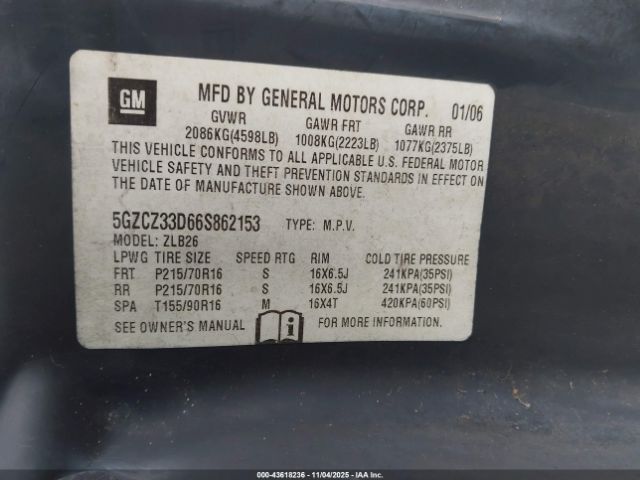 GM
MFD BY GENERAL MOTORS CORP. 01/06
GVWR GAWR FRT GAWR RR
2086KG(4598LB) 1008KG(2223LB) 1077KG(2375LB)
THIS VEHICLE CONFORMS TO ALL APPLICABLE U.S. FEDERAL MOTOR
VEHICLE SAFETY AND THEFT PREVENTION STANDARDS IN EFFECT ON
THE DATE OF MANUFACTURE SHOWN ABOVE.
5GZCZ33D66S862153 TYPE: M.P.V.
MODEL: ZLB26
LPWG TIRE SIZE SPEED RTG RIM COLD TIRE PRESSURE
FRT P215/70R16 S 16X6.5J 241KPA(35PSI)
RR P215/70R16 S 16X6.5J 241KPA(35PSI)
SPA T155/90R16 M 16X4T 420KPA(60PSI)
SEE OWNER'S MANUAL i FOR MORE INFORMATION.
000-43618236 - 11/04/2025 - IAA Inc.